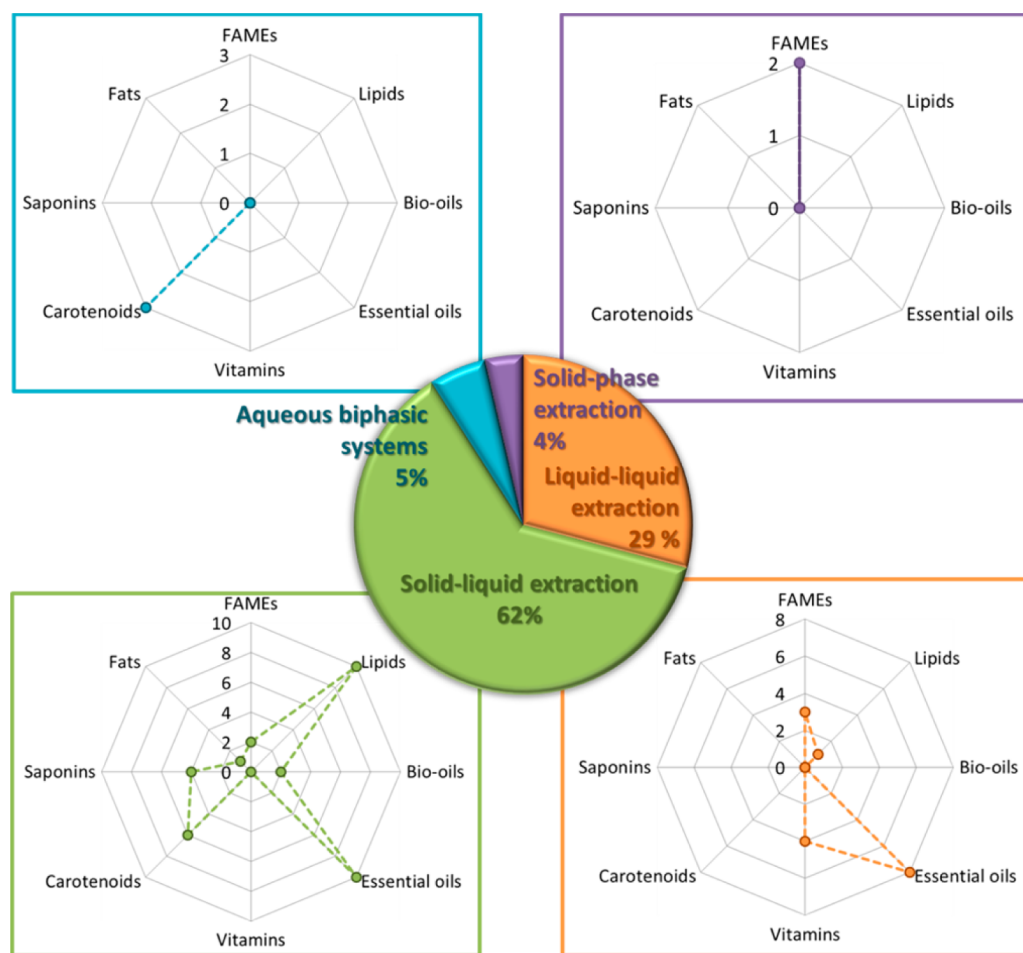 FAMEs
3
2
1
0
Fats
Lipids
Saponins
Bio-oils
Carotenoids
Essential oils
Vitamins
FAMEs
2
1
0
Fats
Lipids
Saponins
Bio-oils
Carotenoids
Essential oils
Vitamins
Aqueous biphasic
systems
5%
Solid-phase
extraction
4%
Liquid-liquid
extraction
29 %
Solid-liquid extraction
62%
FAMEs
10
8
6
4
2
0
Fats
Lipids
Saponins
Bio-oils
Carotenoids
Essential oils
Vitamins
FAMEs
8
6
4
2
0
Fats
Lipids
Saponins
Bio-oils
Carotenoids
Essential oils
Vitamins